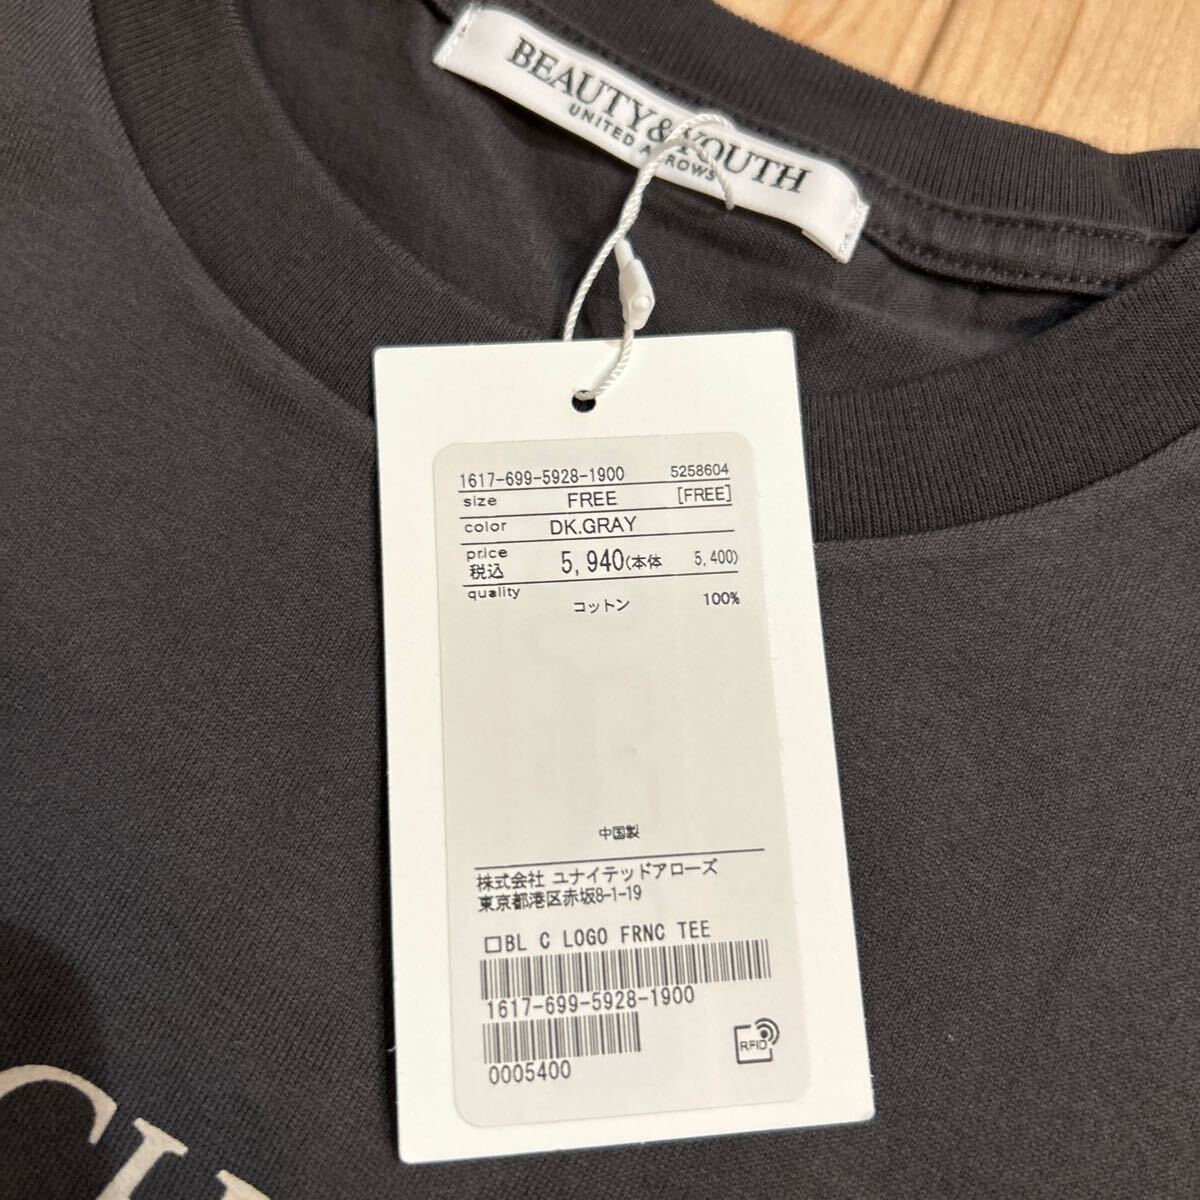 BEAUTY&YOUTH
UNITED ARROWS
1617-699-5928-1900 5258604
size FREE [FREE]
color DK.GRAY
price 税込 5,940(本体 5,400)
quality
コットン 100%
中国製
株式会社 ユナイテッドアローズ
東京都港区赤坂8-1-19
□BL C LOGO FRNC TEE
1617-699-5928-1900
0005400
RFID